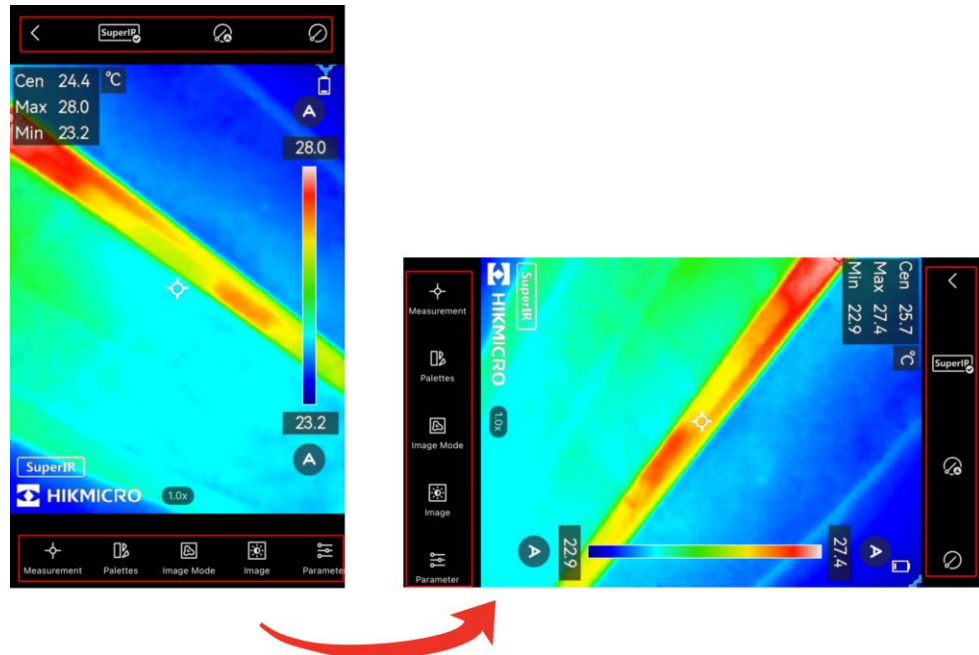 SuperIR
Cen 24.4 °C
Max 28.0
Min 23.2
A
28.0
23.2
A
SuperIR
HIKMICRO 1.0x
Measurement Palettes Image Mode Image Paramete
Measurement
Palettes
Image Mode
Image
Parameter
SuperIR
HIKMICRO
1.0x
Cen 25.7 °C
Max 27.4
Min 22.9
A
22.9
27.4
A
SuperIR